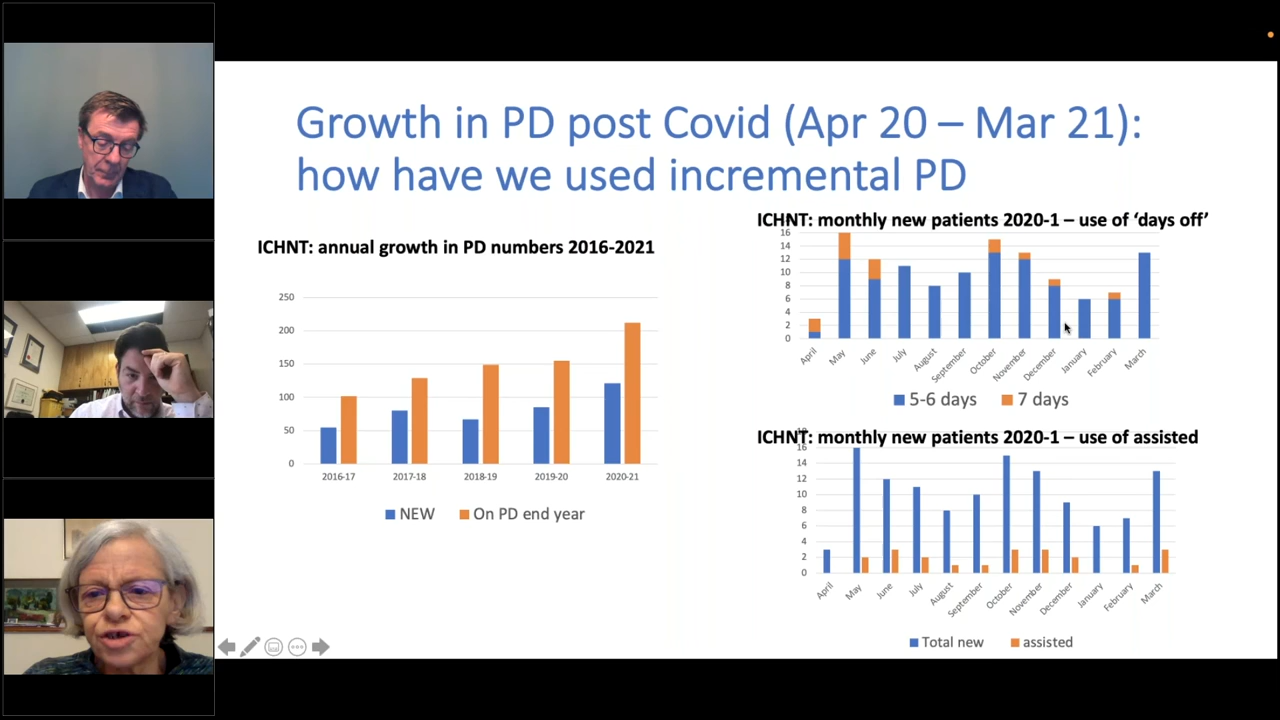 Growth in PD post Covid (Apr 20 – Mar 21):
how have we used incremental PD
ICHNT: annual growth in PD numbers 2016-2021
250
200
150
100
50
0
2016-17 2017-18 2018-19 2019-20 2020-21
NEW On PD end year
ICHNT: monthly new patients 2020-1 – use of ‘days off’
16
14
12
10
8
6
4
2
0
April May June July August September October November December January February March
5-6 days 7 days
ICHNT: monthly new patients 2020-1 – use of assisted
16
14
12
10
8
6
4
2
0
April May June July August September October November December January February March
Total new assisted